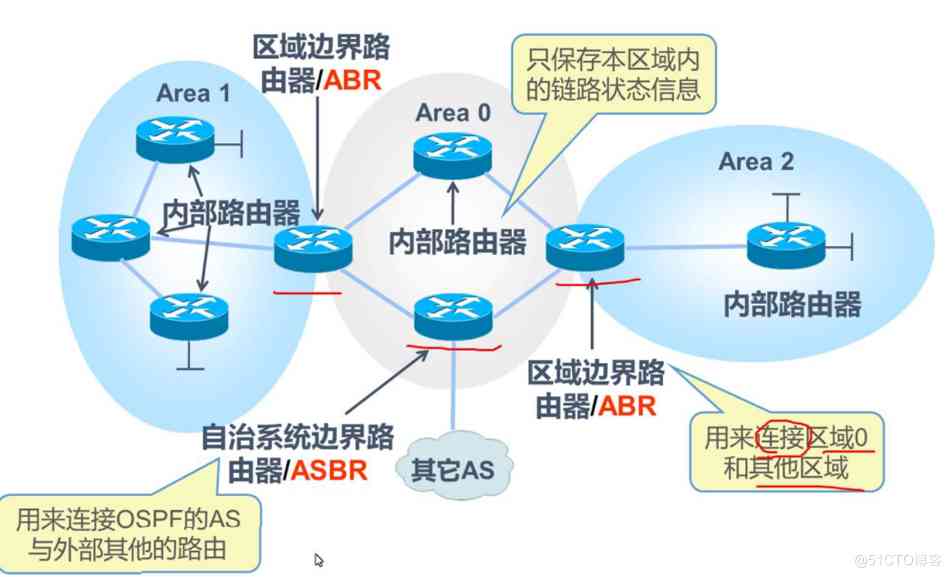 区域边界路
由器/ABR
只保存本区域内
的链路状态信息
Area 1
Area 0
Area 2
内部路由器
内部路由器
内部路由器
区域边界路
由器/ABR
用来连接区域0
和其他区域
自治系统边界路
由器/ASBR
其它AS
用来连接OSPF的AS
与外部其他的路由
@51CTO博客